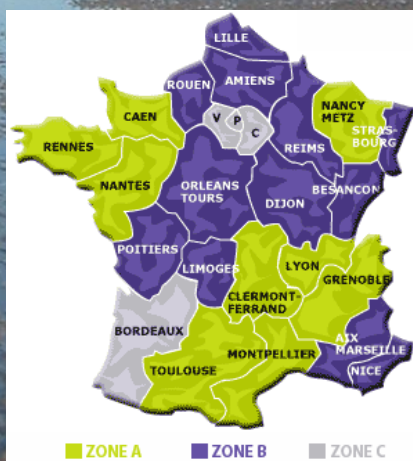 LILLE
ROUEN
AMIENS
CAEN
V P C
NANCY
METZ
STRAS-
BOURG
RENNES
REIMS
NANTES
ORLEANS
TOURS
BESANCON
DIJON
POITIERS
LIMOGES
LYON
GRENOBLE
CLERMONT-
FERRAND
BORDEAUX
AIX
MARSEILLE
MONTPELLIER
TOULOUSE
NICE
ZONE A ZONE B ZONE C